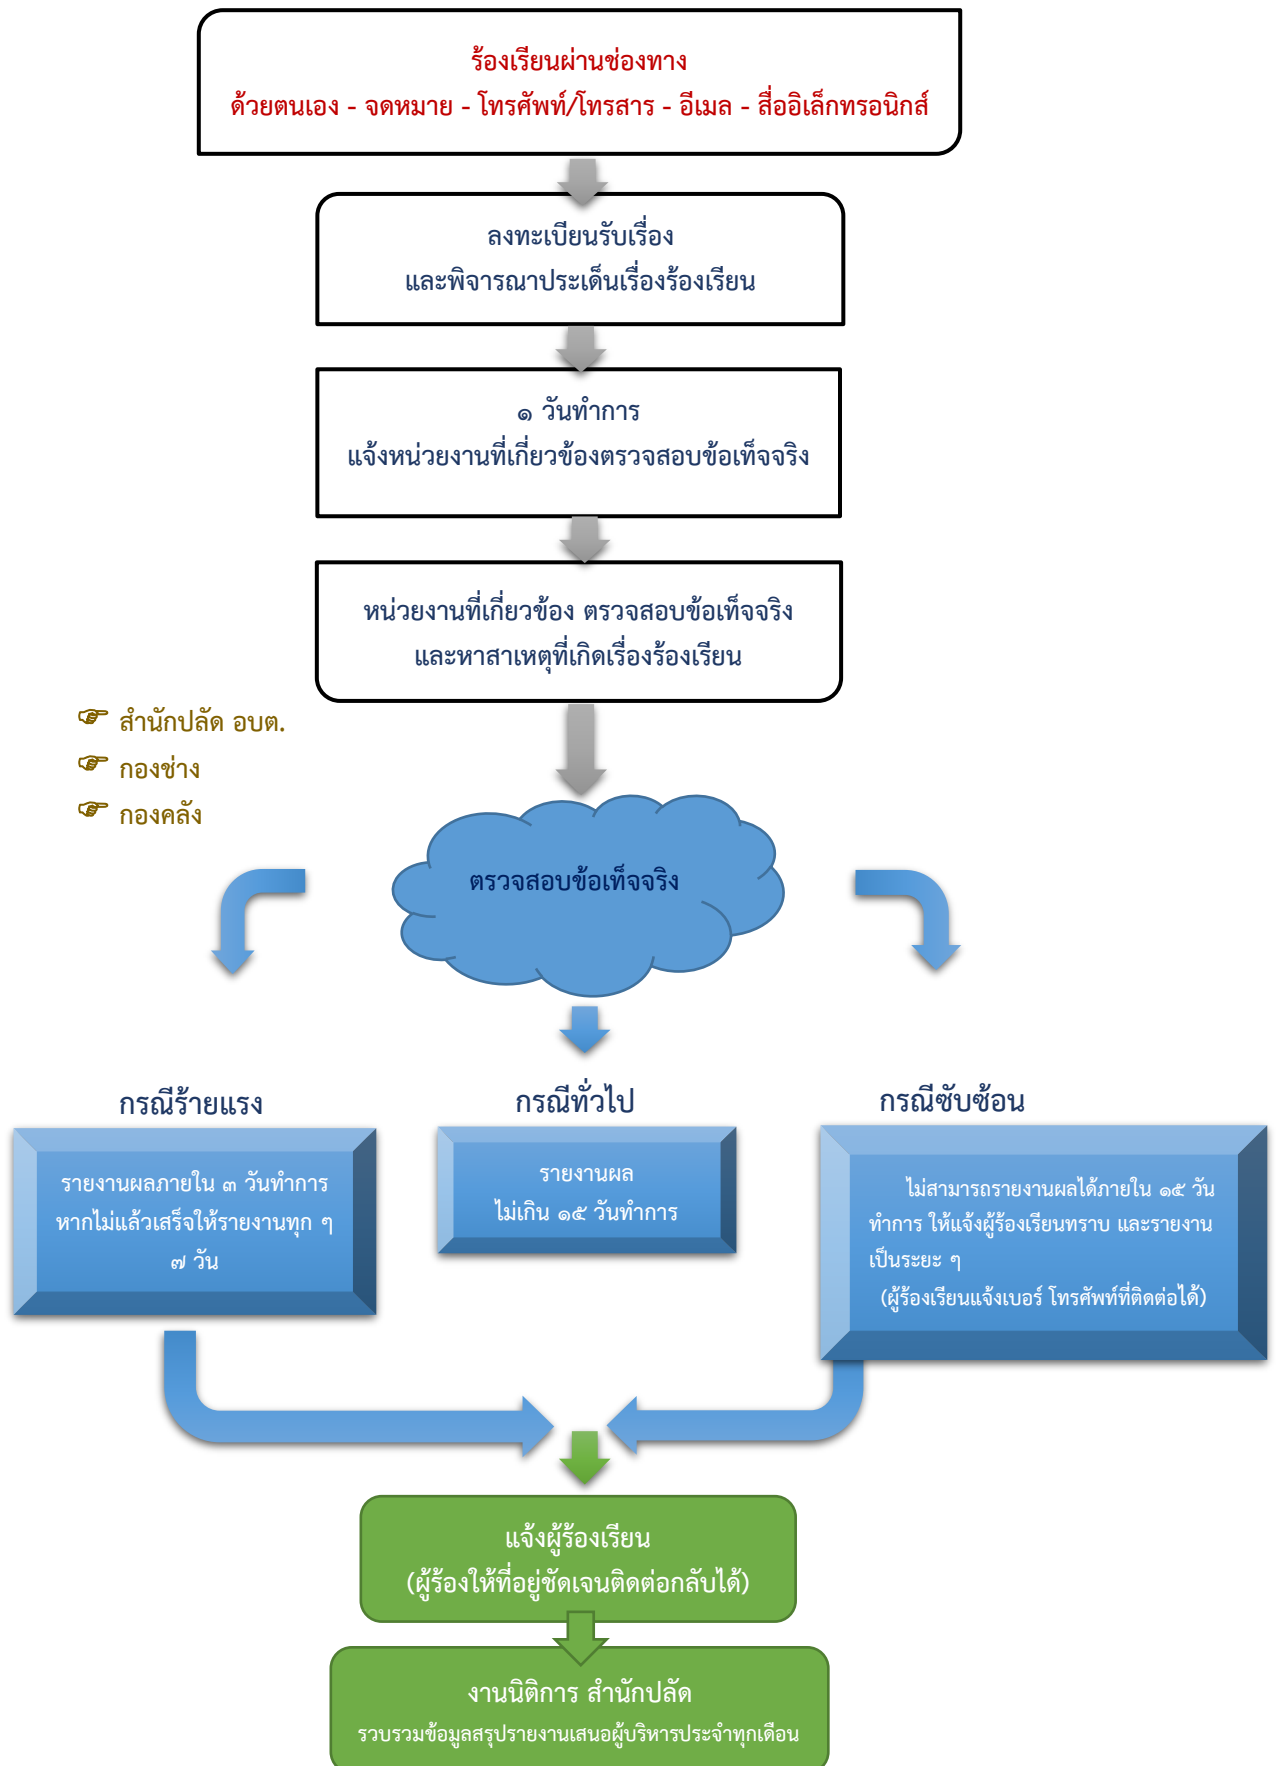 ร้องเรียนผ่านช่องทาง
ด้วยตนเอง - จดหมาย - โทรศัพท์/โทรสาร - อีเมล - สื่ออิเล็กทรอนิกส์
ลงทะเบียนรับเรื่อง
และพิจารณาประเด็นเรื่องร้องเรียน
๑ วันทำการ
แจ้งหน่วยงานที่เกี่ยวข้องตรวจสอบข้อเท็จจริง
หน่วยงานที่เกี่ยวข้อง ตรวจสอบข้อเท็จจริง
และหาสาเหตุที่เกิดเรื่องร้องเรียน
สำนักปลัด อบต.
กองช่าง
กองคลัง
ตรวจสอบข้อเท็จจริง
กรณีร้ายแรง
รายงานผลภายใน ๓ วันทำการ
หากไม่แล้วเสร็จให้รายงานทุก ๆ
๗ วัน
กรณีทั่วไป
รายงานผล
ไม่เกิน ๑๕ วันทำการ
กรณีซับซ้อน
ไม่สามารถรายงานผลได้ภายใน ๑๕ วัน
ทำการ ให้แจ้งผู้ร้องเรียนทราบ และรายงาน
เป็นระยะ ๆ
(ผู้ร้องเรียนแจ้งเบอร์ โทรศัพท์ที่ติดต่อได้)
แจ้งผู้ร้องเรียน
(ผู้ร้องให้ที่อยู่ชัดเจนติดต่อกลับได้)
งานนิติการ สำนักปลัด
รวบรวมข้อมูลสรุปรายงานเสนอผู้บริหารประจำทุกเดือน